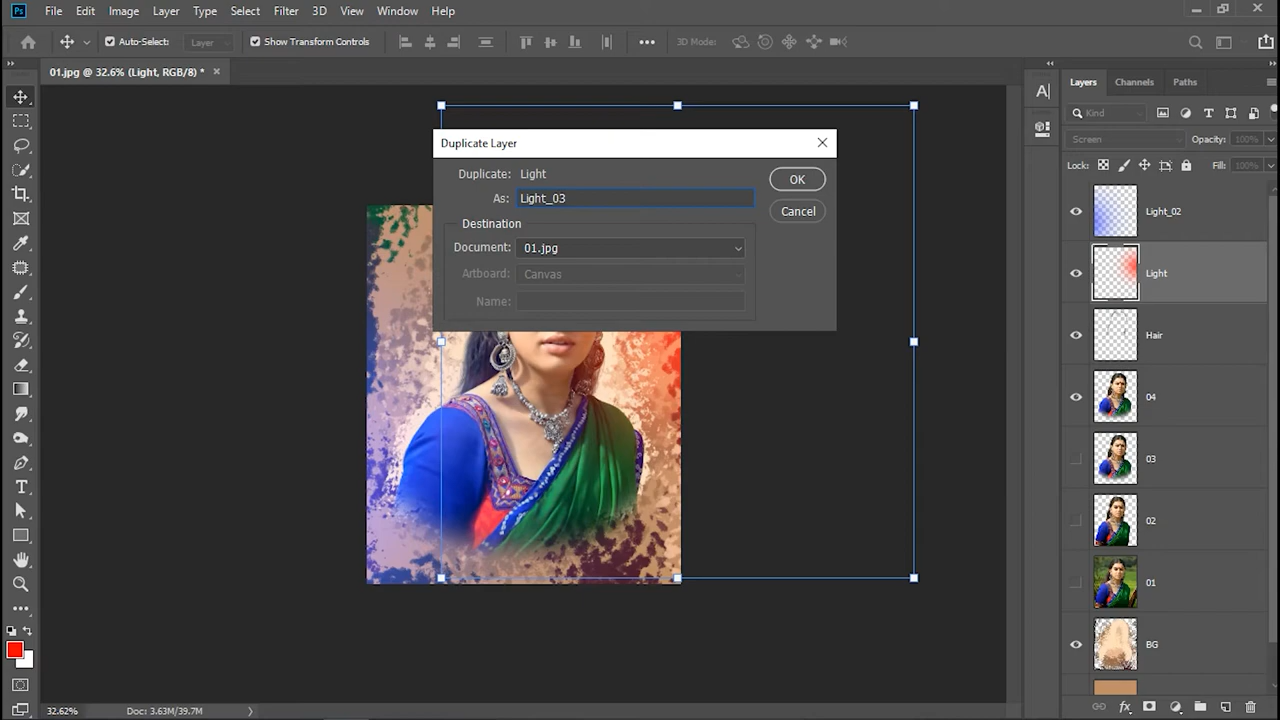 Ps File Edit Image Layer Type Select Filter 3D View Window Help
Auto-Select: Layer Show Transform Controls 3D Mode:
01.jpg @ 32.6% (Light, RGB/8) * ×
Layers Channels Paths
Kind
Screen Opacity: 100%
Lock: Fill: 100%
Duplicate Layer
Duplicate: Light
As: Light_03
OK
Cancel
Destination
Document: 01.jpg
Artboard: Canvas
Name:
Light_02
Light
Hair
04
03
02
01
BG
32.62% Doc: 3.63M/39.7M